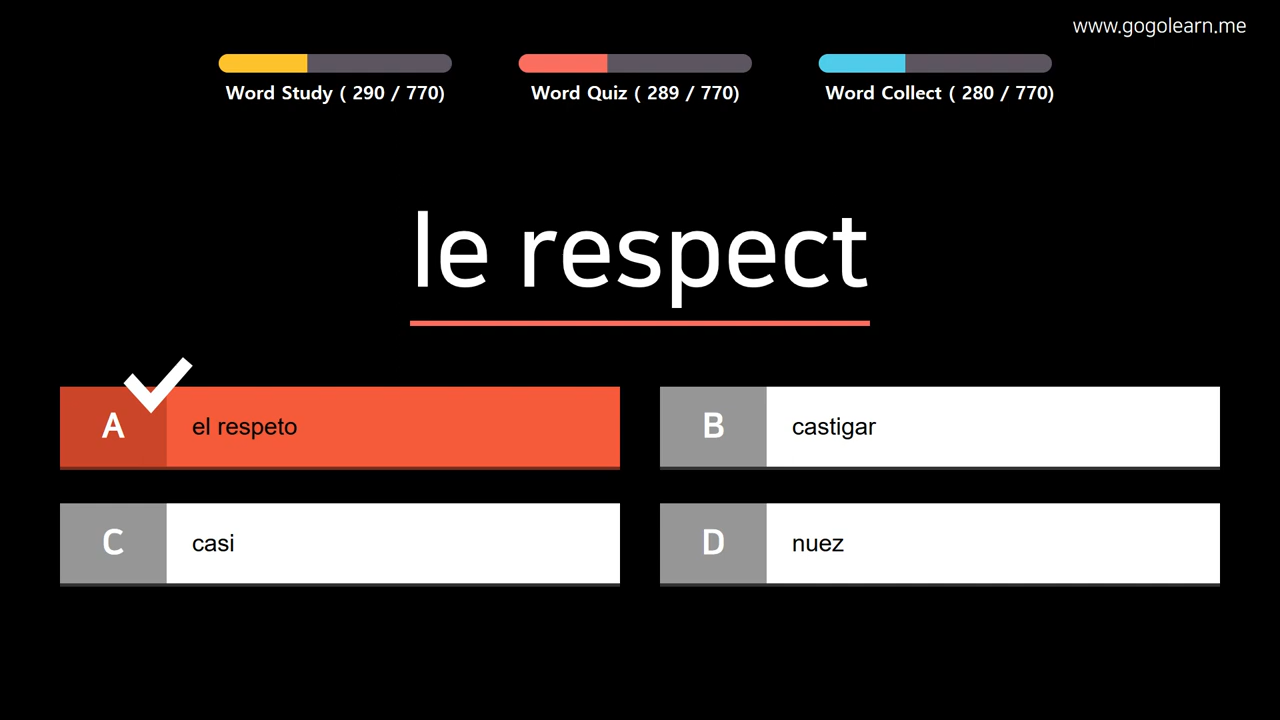 www.gogolearn.me
Word Study ( 290 / 770)
Word Quiz ( 289 / 770)
Word Collect ( 280 / 770)
le respect
A
el respeto
B
castigar
C
casi
D
nuez